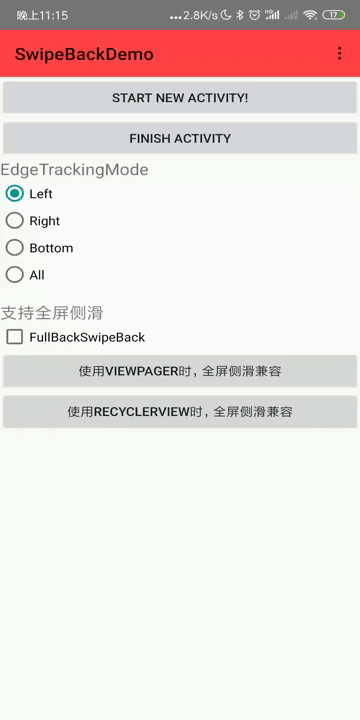 晚上11:15 ...2.8K/s 17
SwipeBackDemo
START NEW ACTIVITY!
FINISH ACTIVITY
EdgeTrackingMode
Left
Right
Bottom
All
支持全屏侧滑
FullBackSwipeBack
使用VIEWPAGER时，全屏侧滑兼容
使用RECYCLERVIEW时，全屏侧滑兼容